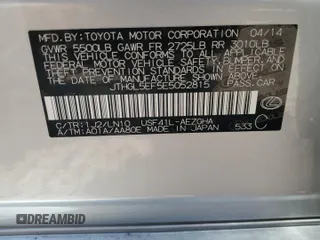 MFD.BY: TOYOTA MOTOR CORPORATION 04/14
GVWR 5500LB GAWR FR 2725LB RR 3010LB
THIS VEHICLE CONFORMS TO ALL APPLICABLE
FEDERAL MOTOR VEHICLE SAFETY, BUMPER, AND
THEFT PREVENTION STANDARDS IN EFFECT ON
THE DATE OF MANUFACTURE SHOWN ABOVE.
JTHGL5EF5E5052815 PASS.CAR
C/TR: 1J2/LN10 USF41L-AEZGHA
A/TM: A01A/AA80E MADE IN JAPAN 533 C
AUTOBIDMASTER